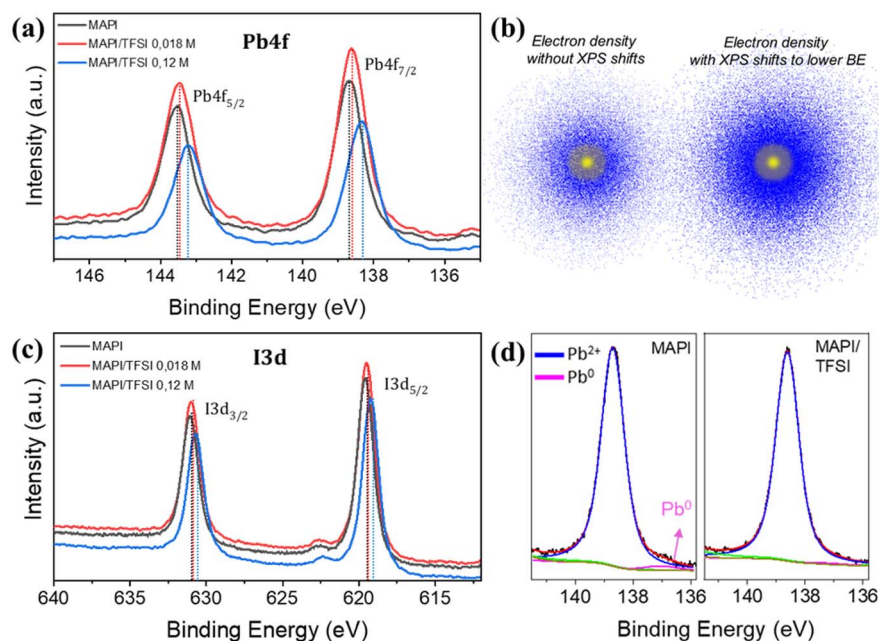 (a)
MAPI
MAPI/TFSI 0,018 M
MAPI/TFSI 0,12 M
Pb4f
Pb4f5/2
Pb4f7/2
Intensity (a.u.)
146 144 142 140 138 136
Binding Energy (eV)
(b)
Electron density
without XPS shifts
Electron density
with XPS shifts to lower BE
(c)
MAPI
MAPI/TFSI 0,018 M
MAPI/TFSI 0,12 M
I3d
I3d3/2
I3d5/2
Intensity (a.u.)
640 635 630 625 620 615
Binding Energy (eV)
(d)
Pb2+
Pb0
MAPI
Pb0
MAPI/
TFSI
140 138 136
140 138 136
Binding Energy (eV)